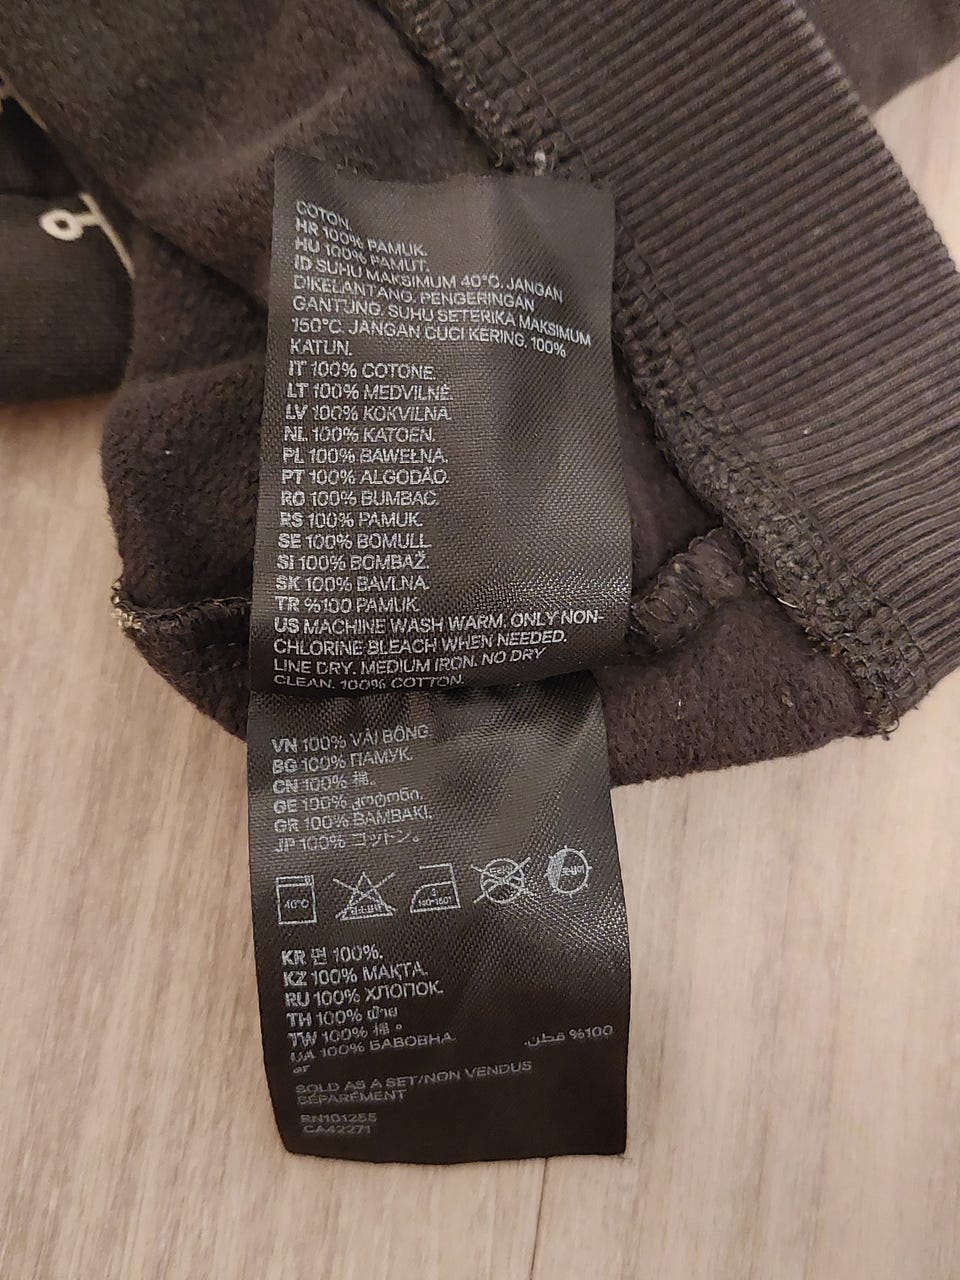 COTON.
HR 100% PAMUK.
HU 100% PAMUT.
ID SUHU MAKSIMUM 40°C. JANGAN
DIKELANTANG. PENGERINGAN
GANTUNG. SUHU SETERIKA MAKSIMUM
150°C. JANGAN CUCI KERING. 100%
KATUN.
IT 100% COTONE.
LT 100% MEDVILNĖ.
LV 100% KOKVILNA.
NL 100% KATOEN.
PL 100% BAWEŁNA.
PT 100% ALGODÃO.
RO 100% BUMBAC.
RS 100% PAMUK.
SE 100% BOMULL.
SI 100% BOMBAŽ.
SK 100% BAVLNA.
TR %100 PAMUK.
US MACHINE WASH WARM. ONLY NON-
CHLORINE BLEACH WHEN NEEDED.
LINE DRY. MEDIUM IRON. NO DRY
CLEAN. 100% COTTON.
VN 100% VẢI BÔNG
BG 100% ПАМУК.
CN 100% 棉.
GE 100% კოტონი.
GR 100% BAMBAKI.
JP 100% コットン。
40°C
KR 면 100%.
KZ 100% МАКТА.
RU 100% ХЛОПОК.
TH 100% ฝ้าย
TW 100% 棉。
UA 100% БАВОВНА.
ar
100% قطن.
SOLD AS A SET/NON VENDUS
SÉPARÉMENT
RN101255
CA42271